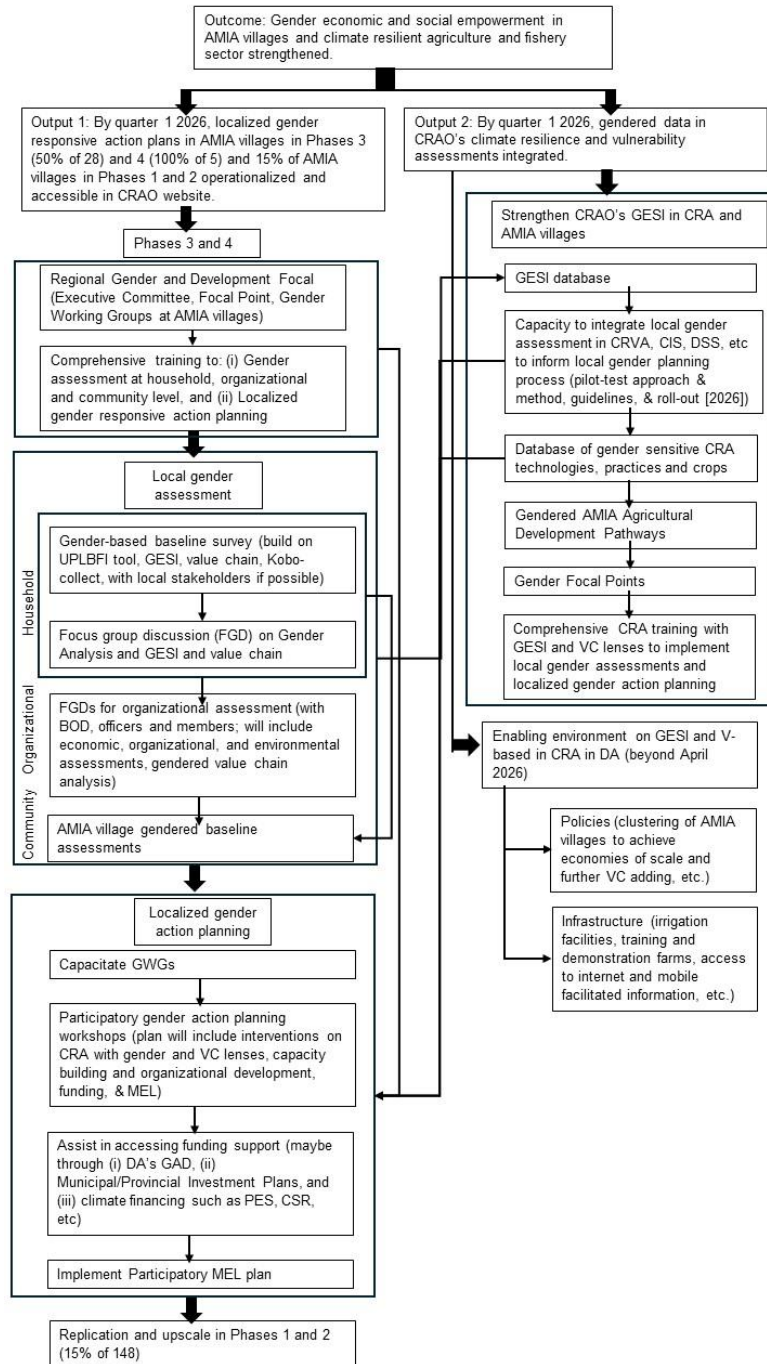 Outcome: Gender economic and social empowerment in
AMIA villages and climate resilient agriculture and fishery
sector strengthened.
Output 1: By quarter 1 2026, localized gender
responsive action plans in AMIA villages in Phases 3
(50% of 28) and 4 (100% of 5) and 15% of AMIA
villages in Phases 1 and 2 operationalized and
accessible in CRAO website.
Phases 3 and 4
Regional Gender and Development Focal
(Executive Committee, Focal Point, Gender
Working Groups at AMIA villages)
Comprehensive training to: (i) Gender
assessment at household, organizational
and community level, and (ii) Localized
gender responsive action planning
Local gender
assessment
Household
Gender-based baseline survey (build on
UPLBFI tool, GESI, value chain, Kobo-
collect, with local stakeholders if possible)
Focus group discussion (FGD) on Gender
Analysis and GESI and value chain
Organizational
FGDs for organizational assessment (with
BOD, officers and members; will include
economic, organizational, and environmental
assessments, gendered value chain
analysis)
Community
AMIA village gendered baseline
assessments
Localized gender
action planning
Capacitate GWGs
Participatory gender action planning
workshops (plan will include interventions on
CRA with gender and VC lenses, capacity
building and organizational development,
funding, & MEL)
Assist in accessing funding support (maybe
through (i) DA's GAD, (ii)
Municipal/Provincial Investment Plans, and
(iii) climate financing such as PES, CSR,
etc)
Implement Participatory MEL plan
Replication and upscale in Phases 1 and 2
(15% of 148)
Output 2: By quarter 1 2026, gendered data in
CRAO's climate resilience and vulnerability
assessments integrated.
Strengthen CRAO's GESI in CRA and
AMIA villages
GESI database
Capacity to integrate local gender
assessment in CRVA, CIS, DSS, etc
to inform local gender planning
process (pilot-test approach &
method, guidelines, & roll-out [2026])
Database of gender sensitive CRA
technologies, practices and crops
Gendered AMIA Agricultural
Development Pathways
Gender Focal Points
Comprehensive CRA training with
GESI and VC lenses to implement
local gender assessments and
localized gender action planning
Enabling environment on GESI and V-
based in CRA in DA (beyond April
2026)
Policies (clustering of AMIA
villages to achieve
economies of scale and
further VC adding, etc.)
Infrastructure (irrigation
facilities, training and
demonstration farms, access
to internet and mobile
facilitated information, etc.)